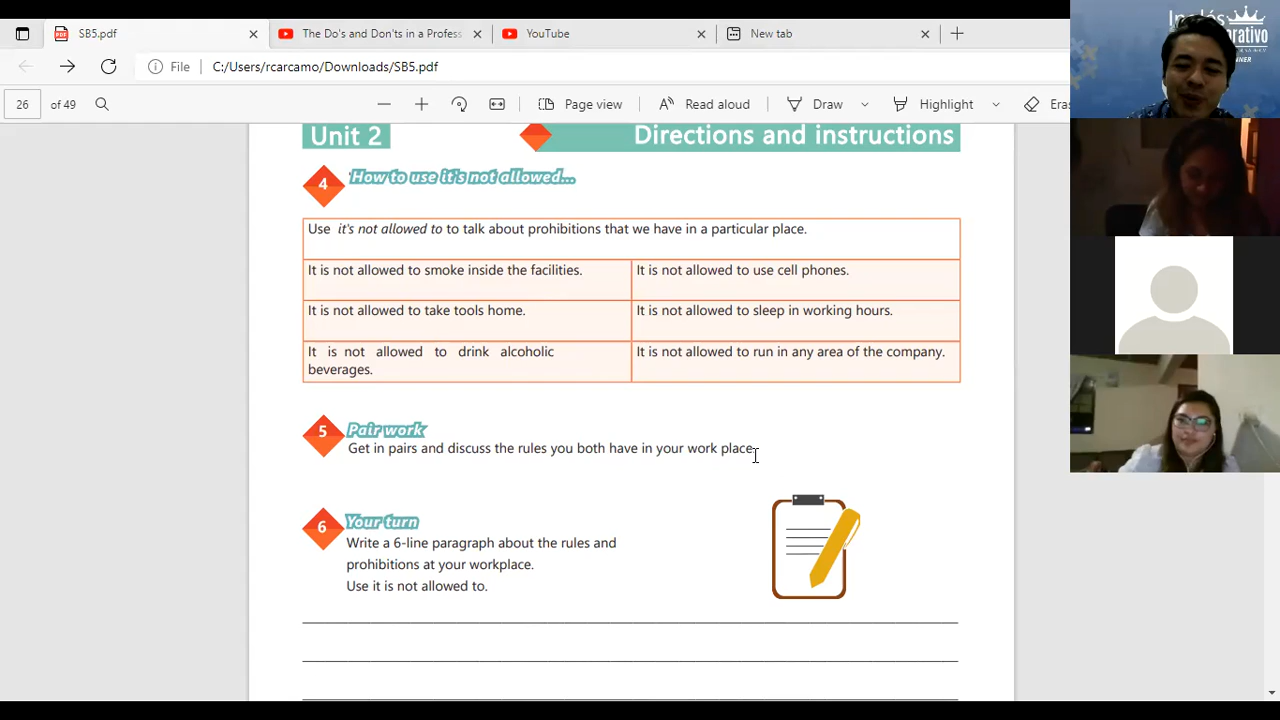 SB5.pdf
The Do's and Don'ts in a Profess
YouTube
New tab
File
C:/Users/rcarcamo/Downloads/SB5.pdf
26 of 49
Page view
Read aloud
Draw
Highlight
Eras
Unit 2
Directions and instructions
4
How to use it's not allowed...
Use it's not allowed to to talk about prohibitions that we have in a particular place.
It is not allowed to smoke inside the facilities.
It is not allowed to use cell phones.
It is not allowed to take tools home.
It is not allowed to sleep in working hours.
It is not allowed to drink alcoholic
beverages.
It is not allowed to run in any area of the company.
5
Pair work
Get in pairs and discuss the rules you both have in your work place.
6
Your turn
Write a 6-line paragraph about the rules and
prohibitions at your workplace.
Use it is not allowed to.